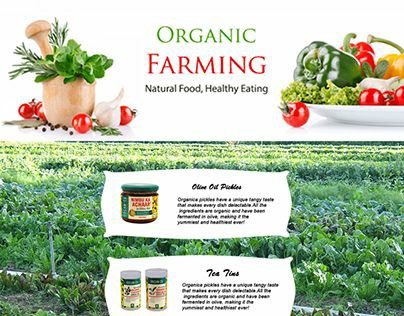 ORGANIC
FARMING
Natural Food, Healthy Eating
Olive Oil Pickles
NIMBU KA
ACHAAR
Organica pickles have a unique tangy taste
that makes every dish delectable.All the
ingredients are organic and have been
fermented in olive, making it the
yummiest and healthiest ever!
Tea Tins
Organica pickles have a unique tangy taste
that makes every dish delectable.All the
ingredients are organic and have been
fermented in olive, making it the
yummiest and healthiest ever!